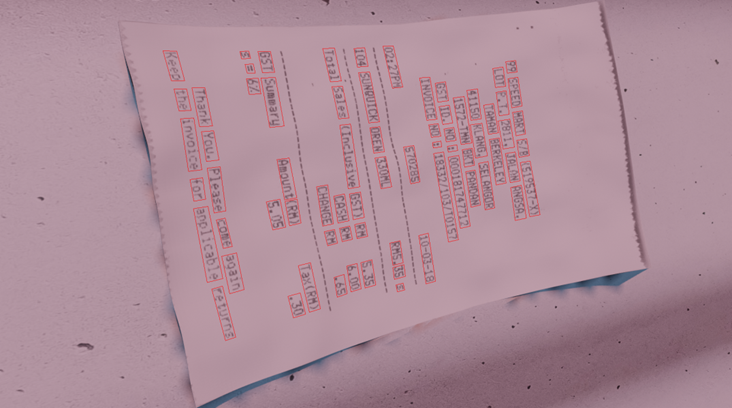 99 SPEED MART S/B (519537-X)
LOT P.T. 2811, JALAN ANGSA,
TAMAN BERKELEY
41150 KLANG, SELANGOR
1572-TMN BKT PANDAN
GST ID. NO : 000181747712
INVOICE NO : 18332/103/T0157
02:27PM 570285 10-03-18
104 SUNQUICK OREN 330ML RM5.35 S
Total Sales (Inclusive GST) RM 5.35
CASH RM 6.00
CHANGE RM .65
GST Summary Amount(RM) Tax(RM)
S = 6% 5.05 .30
Thank You. Please come again
Keep the invoice for applicable returns